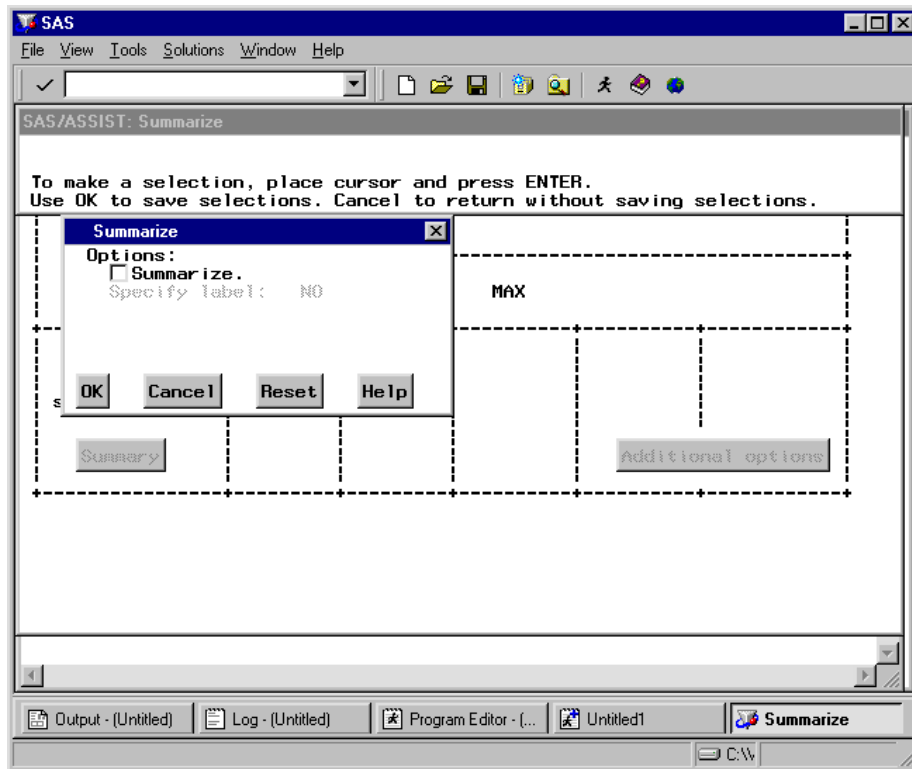 SAS
File View Tools Solutions Window Help
SAS/ASSIST: Summarize
To make a selection, place cursor and press ENTER.
Use OK to save selections. Cancel to return without saving selections.
Summarize
Options:
Summarize.
Specify label: NO
MAX
OK Cancel Reset Help
s
Summary Additional options
Output - (Untitled) Log - (Untitled) Program Editor - (... Untitled1 Summarize
C:\